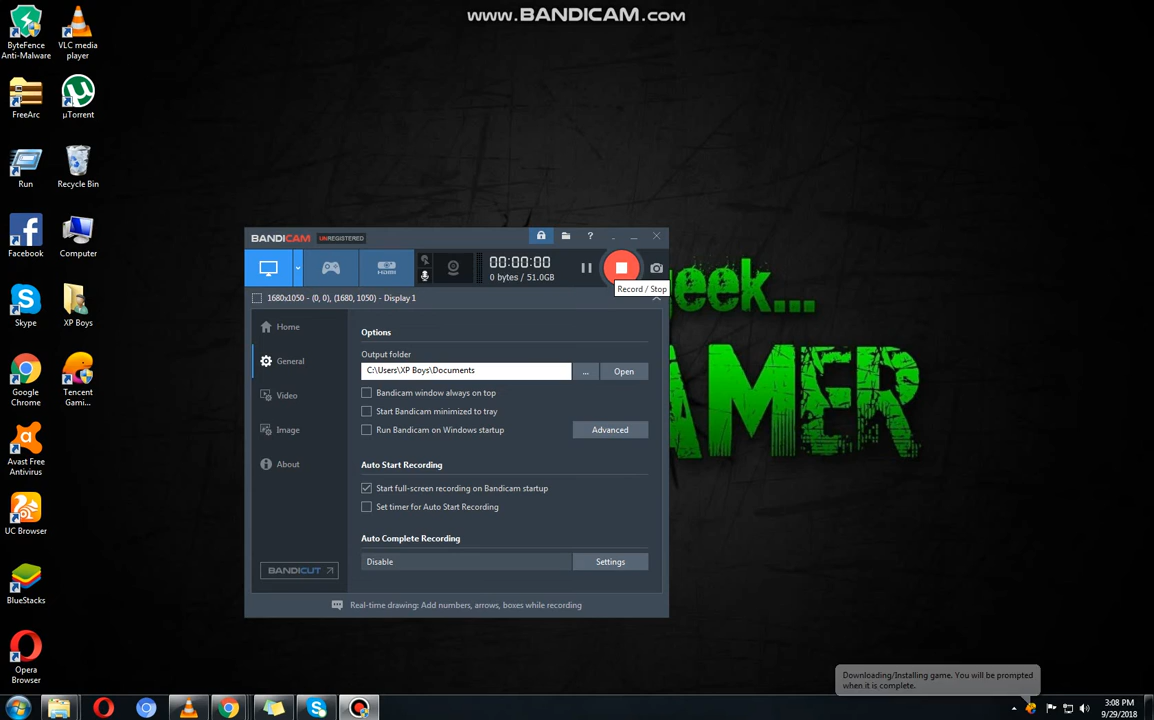 www.BANDICAM.com
ByteFence
Anti-Malware
VLC media
player
FreeArc
µTorrent
Run
Recycle Bin
Facebook
Computer
Skype
XP Boys
Google
Chrome
Tencent
Gami...
Avast Free
Antivirus
UC Browser
BlueStacks
Opera
Browser
BANDICAM UNREGISTERED
HDMI
00:00:00
0 bytes / 51.0GB
Record / Stop
1680x1050 - (0, 0), (1680, 1050) - Display 1
Home
General
Video
Image
About
BANDICUT
Options
Output folder
C:\Users\XP Boys\Documents
...
Open
Bandicam window always on top
Start Bandicam minimized to tray
Run Bandicam on Windows startup
Advanced
Auto Start Recording
Start full-screen recording on Bandicam startup
Set timer for Auto Start Recording
Auto Complete Recording
Disable
Settings
Real-time drawing: Add numbers, arrows, boxes while recording
geek...
GAMER
Downloading/Installing game. You will be prompted
when it is complete.
3:08 PM
9/29/2018